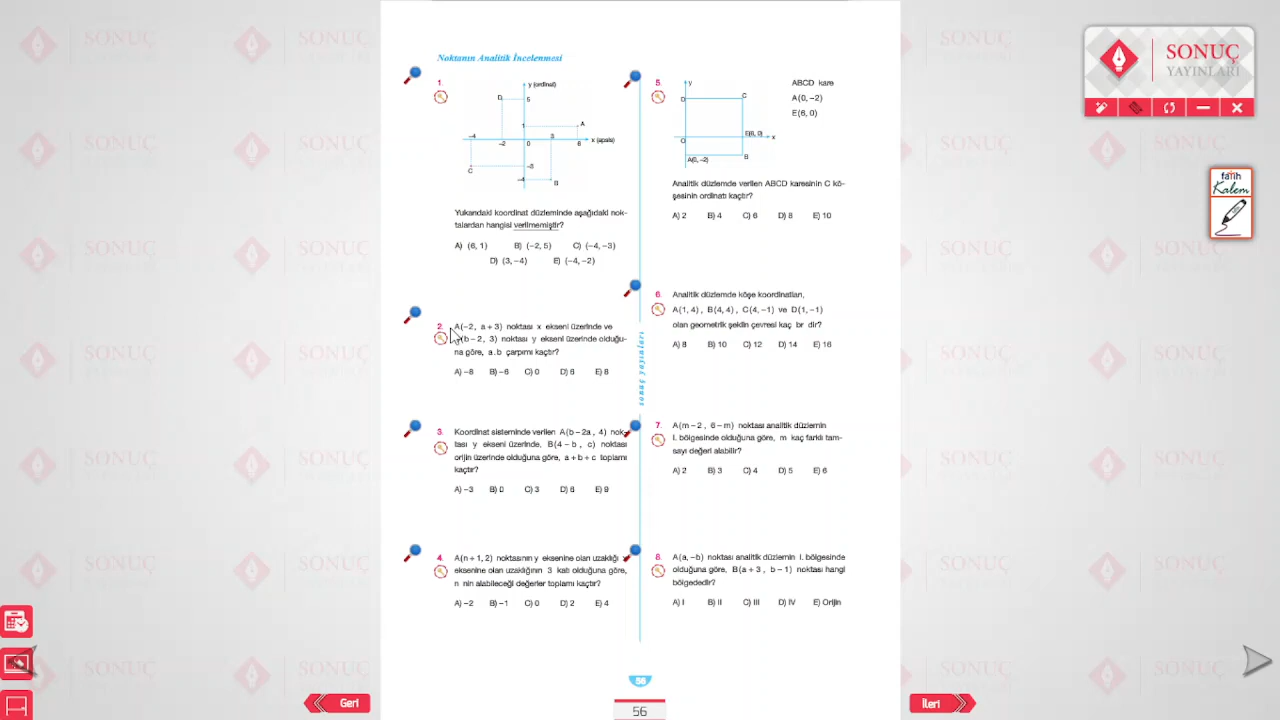 Noktanın Analitik İncelenmesi
1.
y (ordinat)
D
5
1
A
-4
-2
0
3
6
x (apsis)
C
-3
-4
B
Yukarıdaki koordinat düzleminde aşağıdaki nok-
talardan hangisi verilmemiştir?
A) (6, 1) B) (-2, 5) C) (-4, -3)
D) (3, -4) E) (-4, -2)
2. A(-2, a + 3) noktası x ekseni üzerinde ve
(b - 2, 3) noktası y ekseni üzerinde olduğu-
na göre, a . b çarpımı kaçtır?
A) -8 B) -6 C) 0 D) 6 E) 8
3. Koordinat sisteminde verilen A(b - 2a, 4) nok-
tası y ekseni üzerinde, B(4 - b, c) noktası
orijin üzerinde olduğuna göre, a + b + c toplamı
kaçtır?
A) -3 B) 0 C) 3 D) 6 E) 9
4. A(n + 1, 2) noktasının y eksenine olan uzaklığı x
eksenine olan uzaklığının 3 katı olduğuna göre,
n nin alabileceği değerler toplamı kaçtır?
A) -2 B) -1 C) 0 D) 2 E) 4
5.
y
D
C
O
E(6, 0)
x
A(0, -2)
B
ABCD kare
A(0, -2)
E(6, 0)
Analitik düzlemde verilen ABCD karesinin C kö-
şesinin ordinatı kaçtır?
A) 2 B) 4 C) 6 D) 8 E) 10
6. Analitik düzlemde köşe koordinatları,
A(1, 4) , B(4, 4) , C(4, -1) ve D(1, -1)
olan geometrik şeklin çevresi kaç br dir?
A) 8 B) 10 C) 12 D) 14 E) 16
7. A(m - 2 , 6 - m) noktası analitik düzlemin
I. bölgesinde olduğuna göre, m kaç farklı tam-
sayı değeri alabilir?
A) 2 B) 3 C) 4 D) 5 E) 6
8. A(a, -b) noktası analitik düzlemin I. bölgesinde
olduğuna göre, B(a + 3 , b - 1) noktası hangi
bölgededir?
A) I B) II C) III D) IV E) Orijin
sonuç yayınları
56
56
Geri
İleri
SONUÇ
YAYINLARI
fatih
Kalem
SONUÇ
SONUÇ
SONUÇ
SONUÇ